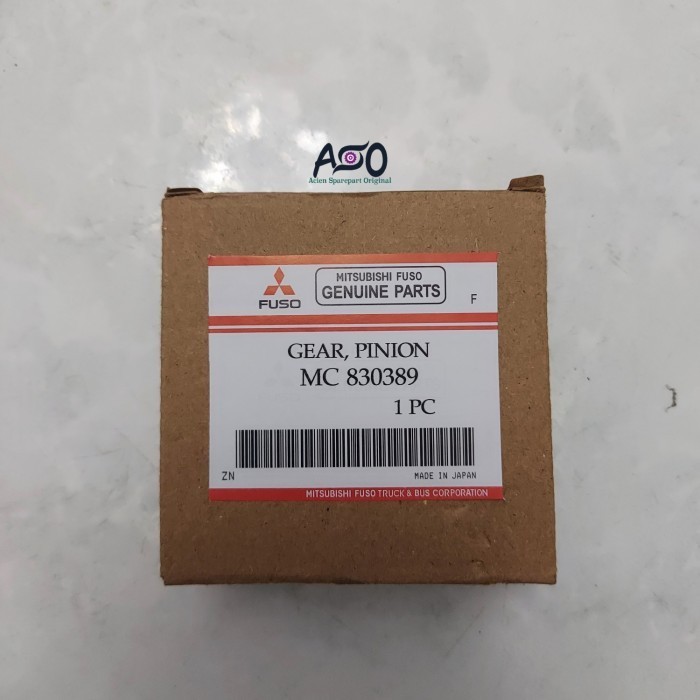 ASO
Acien Sparepart Original
FUSO
MITSUBISHI FUSO
GENUINE PARTS
F
GEAR, PINION
MC 830389
1 PC
ZN
MADE IN JAPAN
MITSUBISHI FUSO TRUCK & BUS CORPORATION